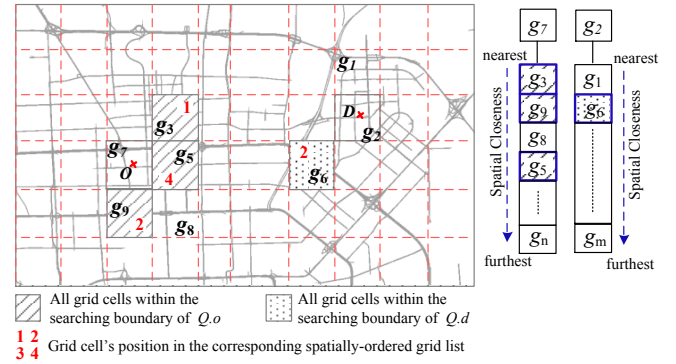 g1
D
g2
1
g3
g7
O
g5
4
2
g6
g9
2
g8
All grid cells within the
searching boundary of Q.o
All grid cells within the
searching boundary of Q.d
1 2
3 4
Grid cell's position in the corresponding spatially-ordered grid list
g7
nearest
g3
g9
g8
g5
gn
furthest
Spatial Closeness
g2
nearest
g1
g6
gm
furthest
Spatial Closeness